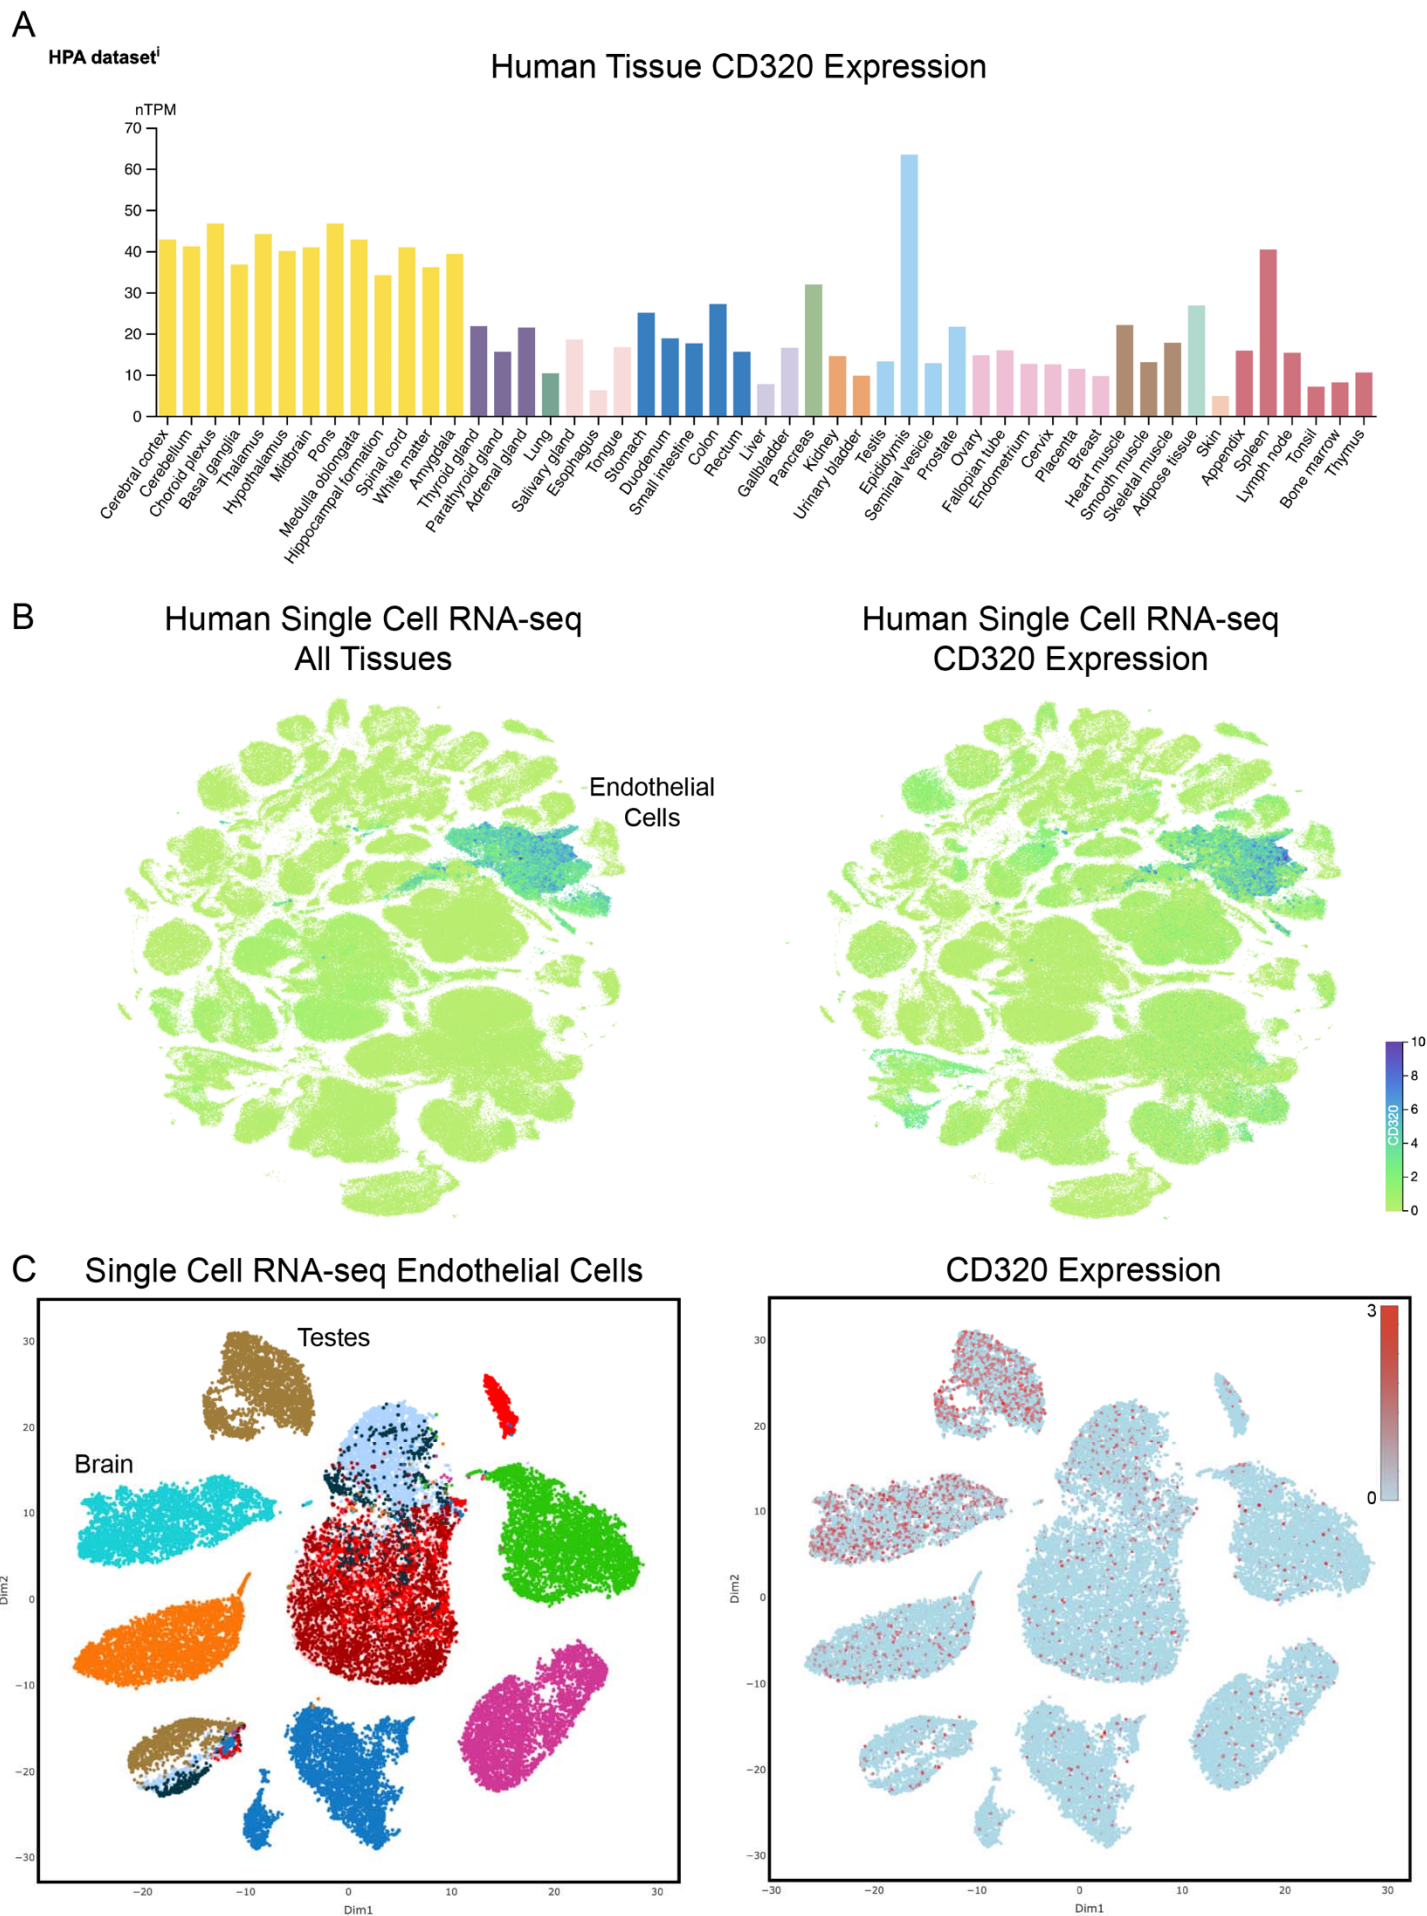 A
HPA datasetⁱ
Human Tissue CD320 Expression
nTPM
70
60
50
40
30
20
10
0
Cerebral cortex
Cerebellum
Choroid plexus
Basal ganglia
Thalamus
Hypothalamus
Midbrain
Pons
Medulla oblongata
Hippocampal formation
Spinal cord
White matter
Amygdala
Thyroid gland
Parathyroid gland
Adrenal gland
Lung
Salivary gland
Esophagus
Tongue
Stomach
Duodenum
Small intestine
Colon
Rectum
Liver
Gallbladder
Pancreas
Kidney
Urinary bladder
Testis
Epididymis
Seminal vesicle
Prostate
Ovary
Fallopian tube
Endometrium
Cervix
Placenta
Breast
Heart muscle
Smooth muscle
Skeletal muscle
Adipose tissue
Skin
Appendix
Spleen
Lymph node
Tonsil
Bone marrow
Thymus
B
Human Single Cell RNA-seq
All Tissues
Endothelial
Cells
Human Single Cell RNA-seq
CD320 Expression
CD320
10
8
6
4
2
0
C
Single Cell RNA-seq Endothelial Cells
Testes
Brain
30
20
10
0
−10
−20
−30
Dim2
−20
−10
0
10
20
30
Dim1
CD320 Expression
3
0
30
20
10
0
−10
−20
−30
Dim2
−30
−20
−10
0
10
20
30
Dim1